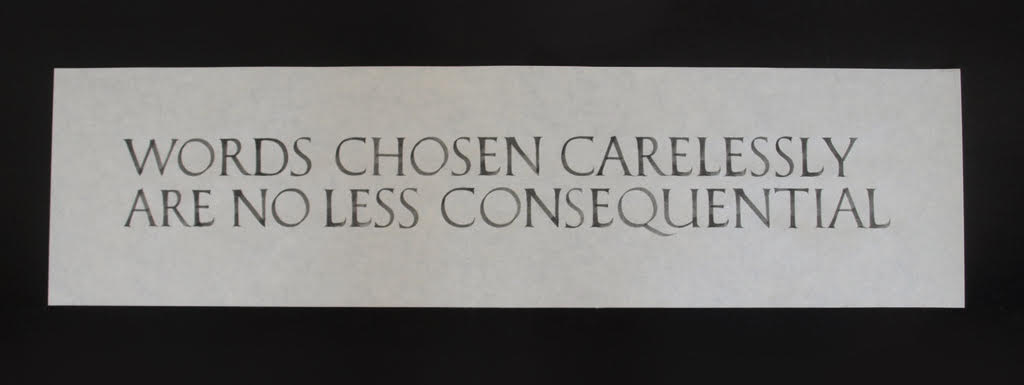 WORDS CHOSEN CARELESSLY
ARE NO LESS CONSEQUENTIAL